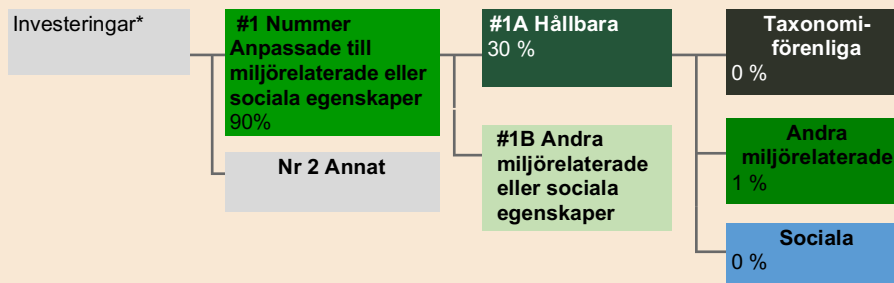 Investeringar*
#1 Nummer
Anpassade till
miljörelaterade eller
sociala egenskaper
90%
Nr 2 Annat
#1A Hållbara
30 %
#1B Andra
miljörelaterade
eller sociala
egenskaper
Taxonomi-
förenliga
0 %
Andra
miljörelaterade
1 %
Sociala
0 %